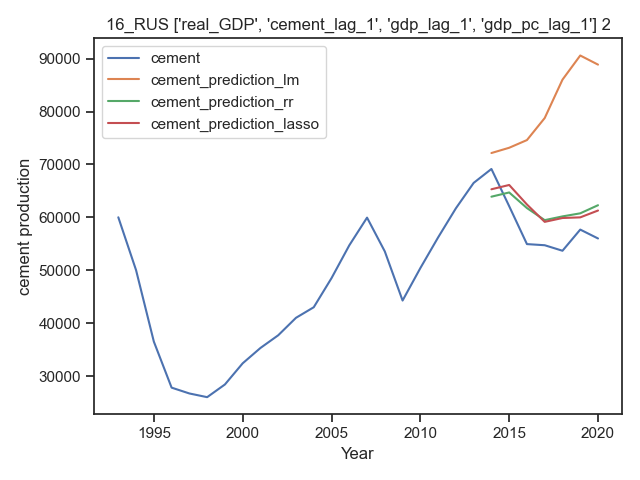 16_RUS ['real_GDP', 'cement_lag_1', 'gdp_lag_1', 'gdp_pc_lag_1'] 2
cement
cement_prediction_lm
cement_prediction_rr
cement_prediction_lasso
90000
80000
70000
60000
50000
40000
30000
cement production
1995 2000 2005 2010 2015 2020
Year